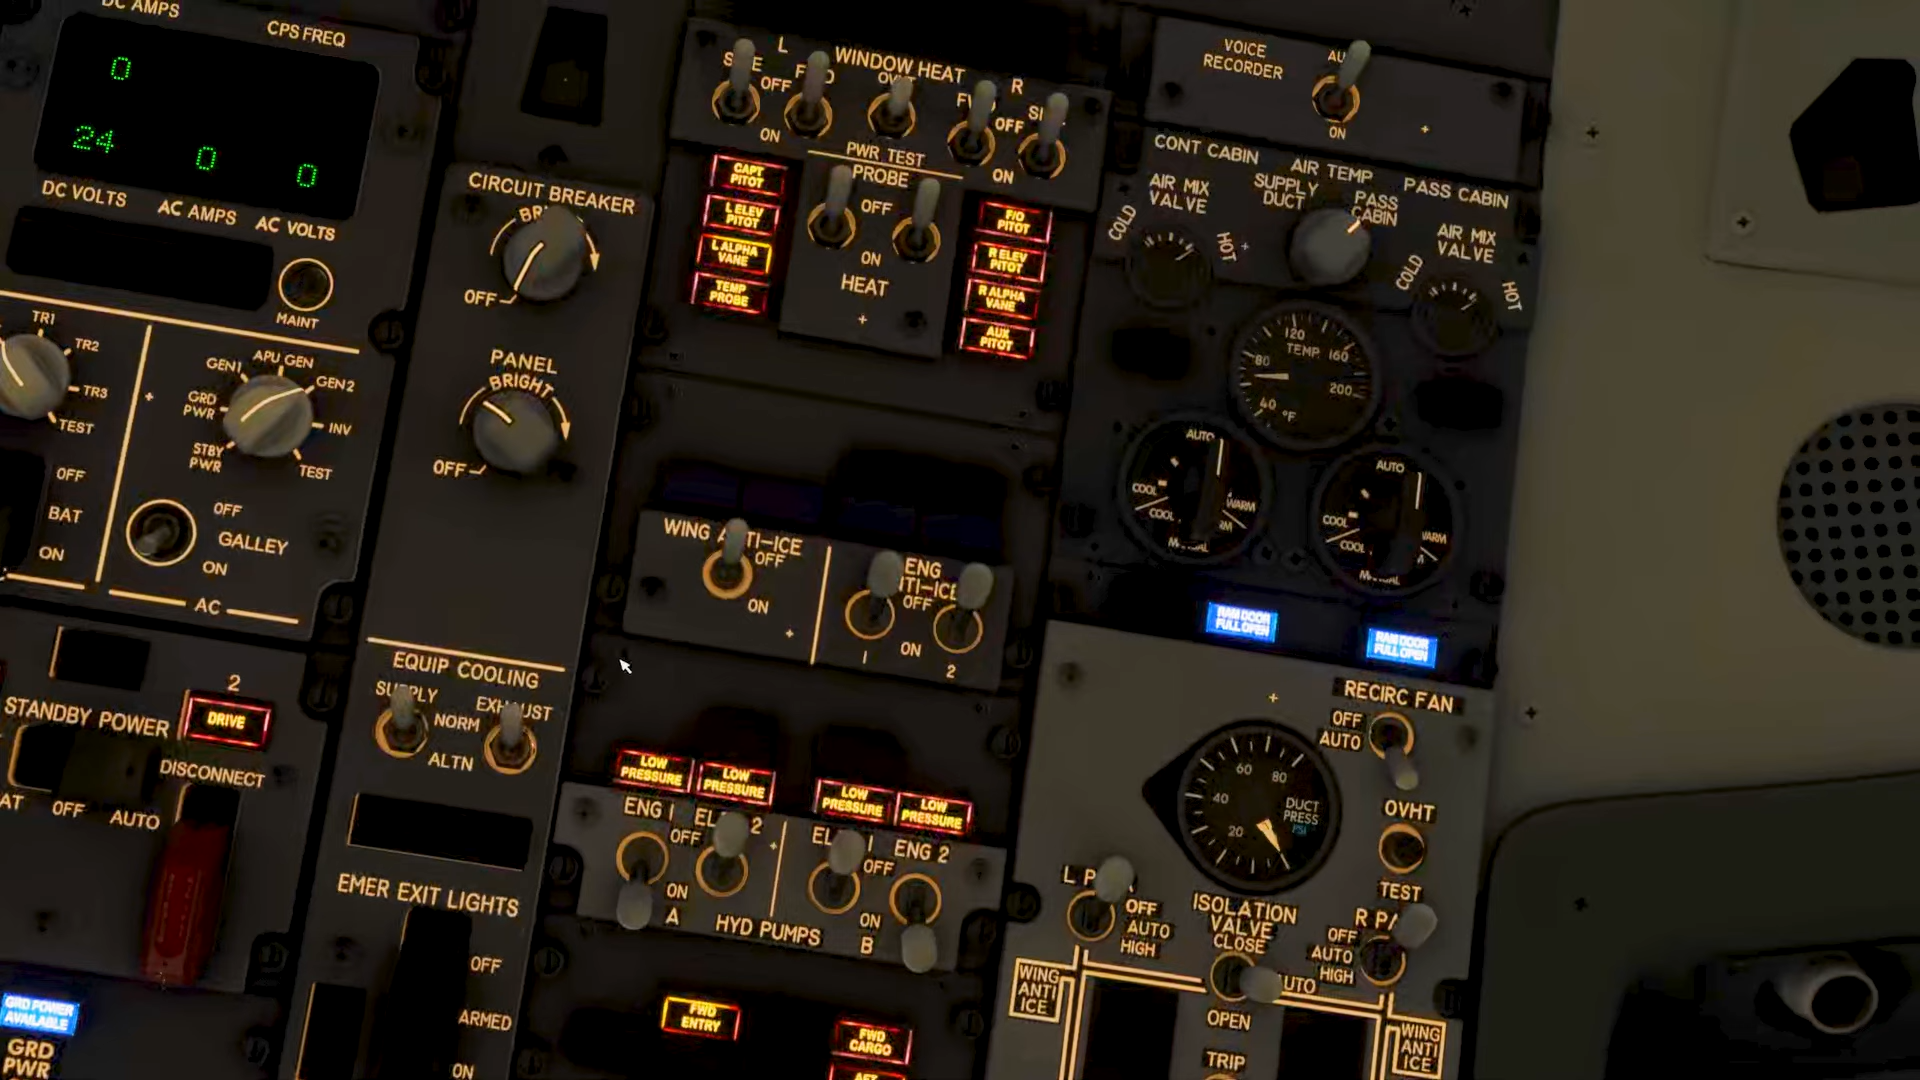 DC AMPS
CPS FREQ
0
24 0 0
DC VOLTS
AC AMPS
AC VOLTS
MAINT
TR1
TR2
TR3
TEST
OFF
BAT
ON
GEN1
APU GEN
GEN2
GRD
PWR
INV
STBY
PWR
TEST
OFF
GALLEY
ON
AC
2
DRIVE
STANDBY POWER
DISCONNECT
OFF
AUTO
GRD POWER
AVAILABLE
GRD
PWR
CIRCUIT BREAKER
OFF
PANEL
BRIGHT
OFF
EQUIP COOLING
SUPPLY
EXHAUST
NORM
ALTN
EMER EXIT LIGHTS
OFF
ARMED
ON
L
WINDOW HEAT
R
OFF
ON
OFF
ON
PWR TEST
PROBE
OFF
ON
HEAT
CAPT
PITOT
L ELEV
PITOT
L ALPHA
VANE
TEMP
PROBE
F/O
PITOT
R ELEV
PITOT
R ALPHA
VANE
AUX
PITOT
WING
OFF
ON
ENG
OFF
ON
1
2
LOW
PRESSURE
LOW
PRESSURE
LOW
PRESSURE
LOW
PRESSURE
ENG 1
2
OFF
ON
A
HYD PUMPS
1
ENG 2
OFF
ON
B
FWD
ENTRY
FWD
CARGO
VOICE
RECORDER
ON
CONT CABIN
AIR TEMP
PASS CABIN
AIR MIX
VALVE
COLD
HOT
SUPPLY
DUCT
PASS
CABIN
AIR MIX
VALVE
COLD
HOT
120
TEMP
160
80
200
40
°F
AUTO
COOL
WARM
COOL
MANUAL
AUTO
COOL
WARM
COOL
MANUAL
RAM DOOR
FULL OPEN
RAM DOOR
FULL OPEN
RECIRC FAN
OFF
AUTO
60 80
40
20
DUCT
PRESS
PSI
OVHT
TEST
OFF
AUTO
HIGH
ISOLATION
VALVE
CLOSE
AUTO
OPEN
OFF
AUTO
HIGH
WING
ANTI
ICE
WING
ANTI
ICE
TRIP